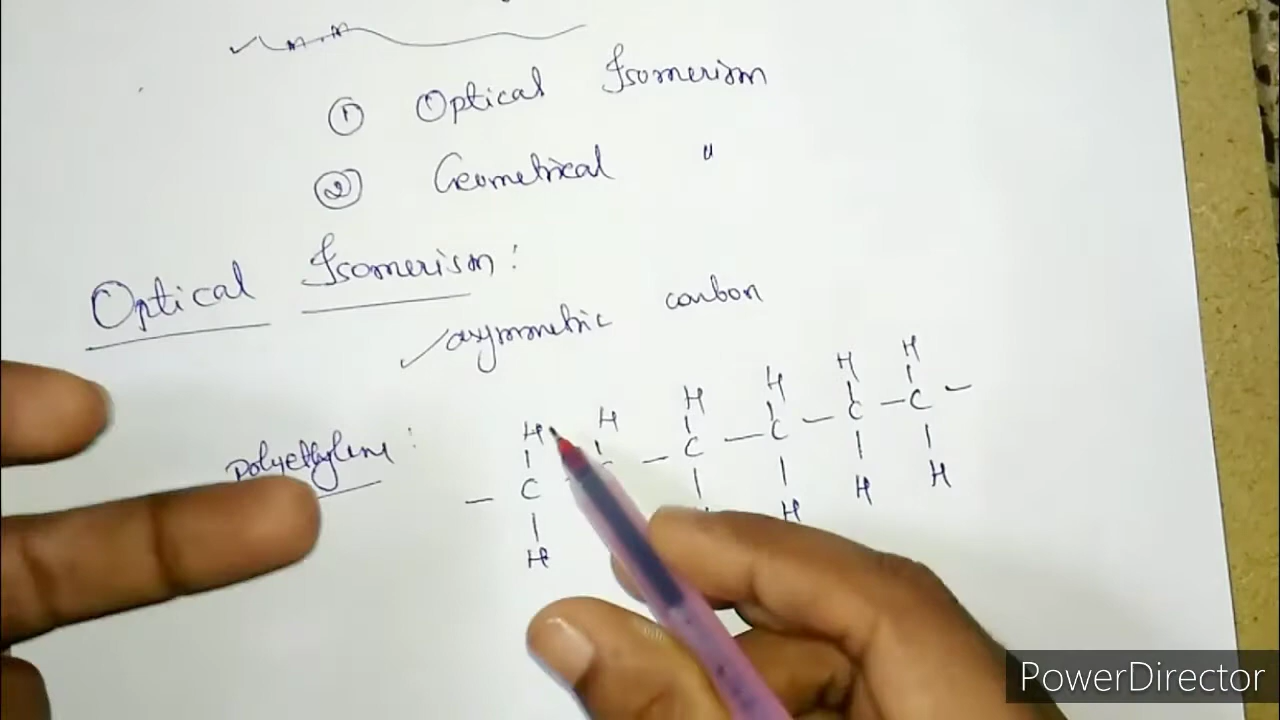 ① Optical Isomerism
② Geometrical "
Optical Isomerism :
✓ asymmetric carbon
Polyethylene :
H H H H H H
– C – C – C – C – C –
H H H H
PowerDirector